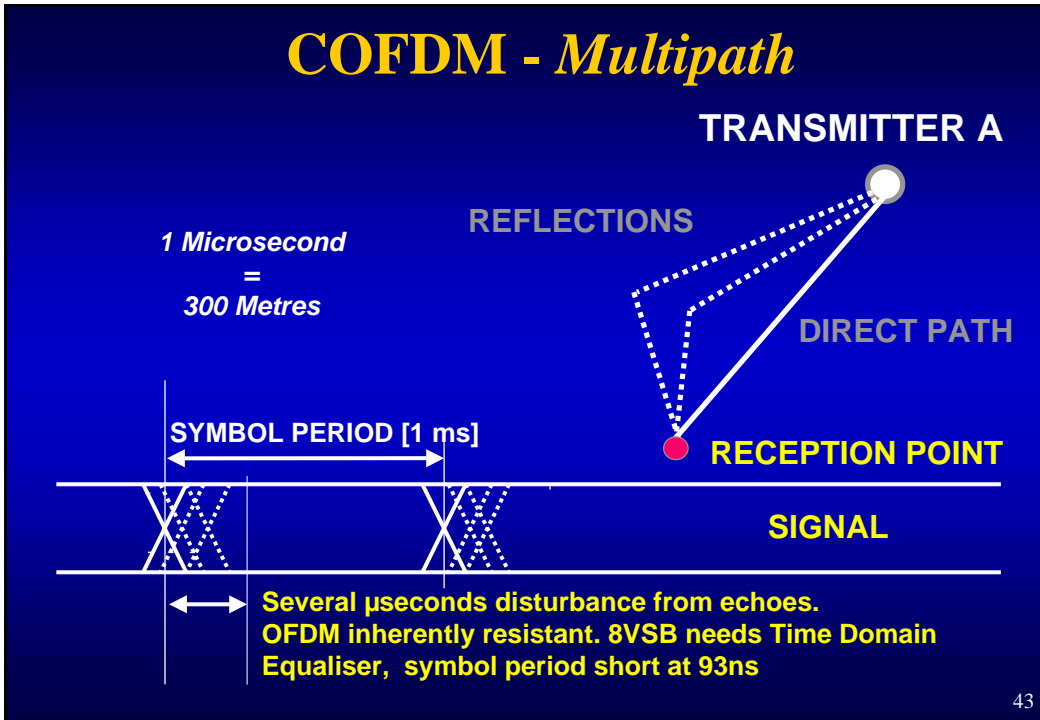 COFDM - Multipath
TRANSMITTER A
REFLECTIONS
1 Microsecond
=
300 Metres
DIRECT PATH
SYMBOL PERIOD [1 ms]
RECEPTION POINT
SIGNAL
Several µseconds disturbance from echoes.
OFDM inherently resistant. 8VSB needs Time Domain
Equaliser, symbol period short at 93ns
43